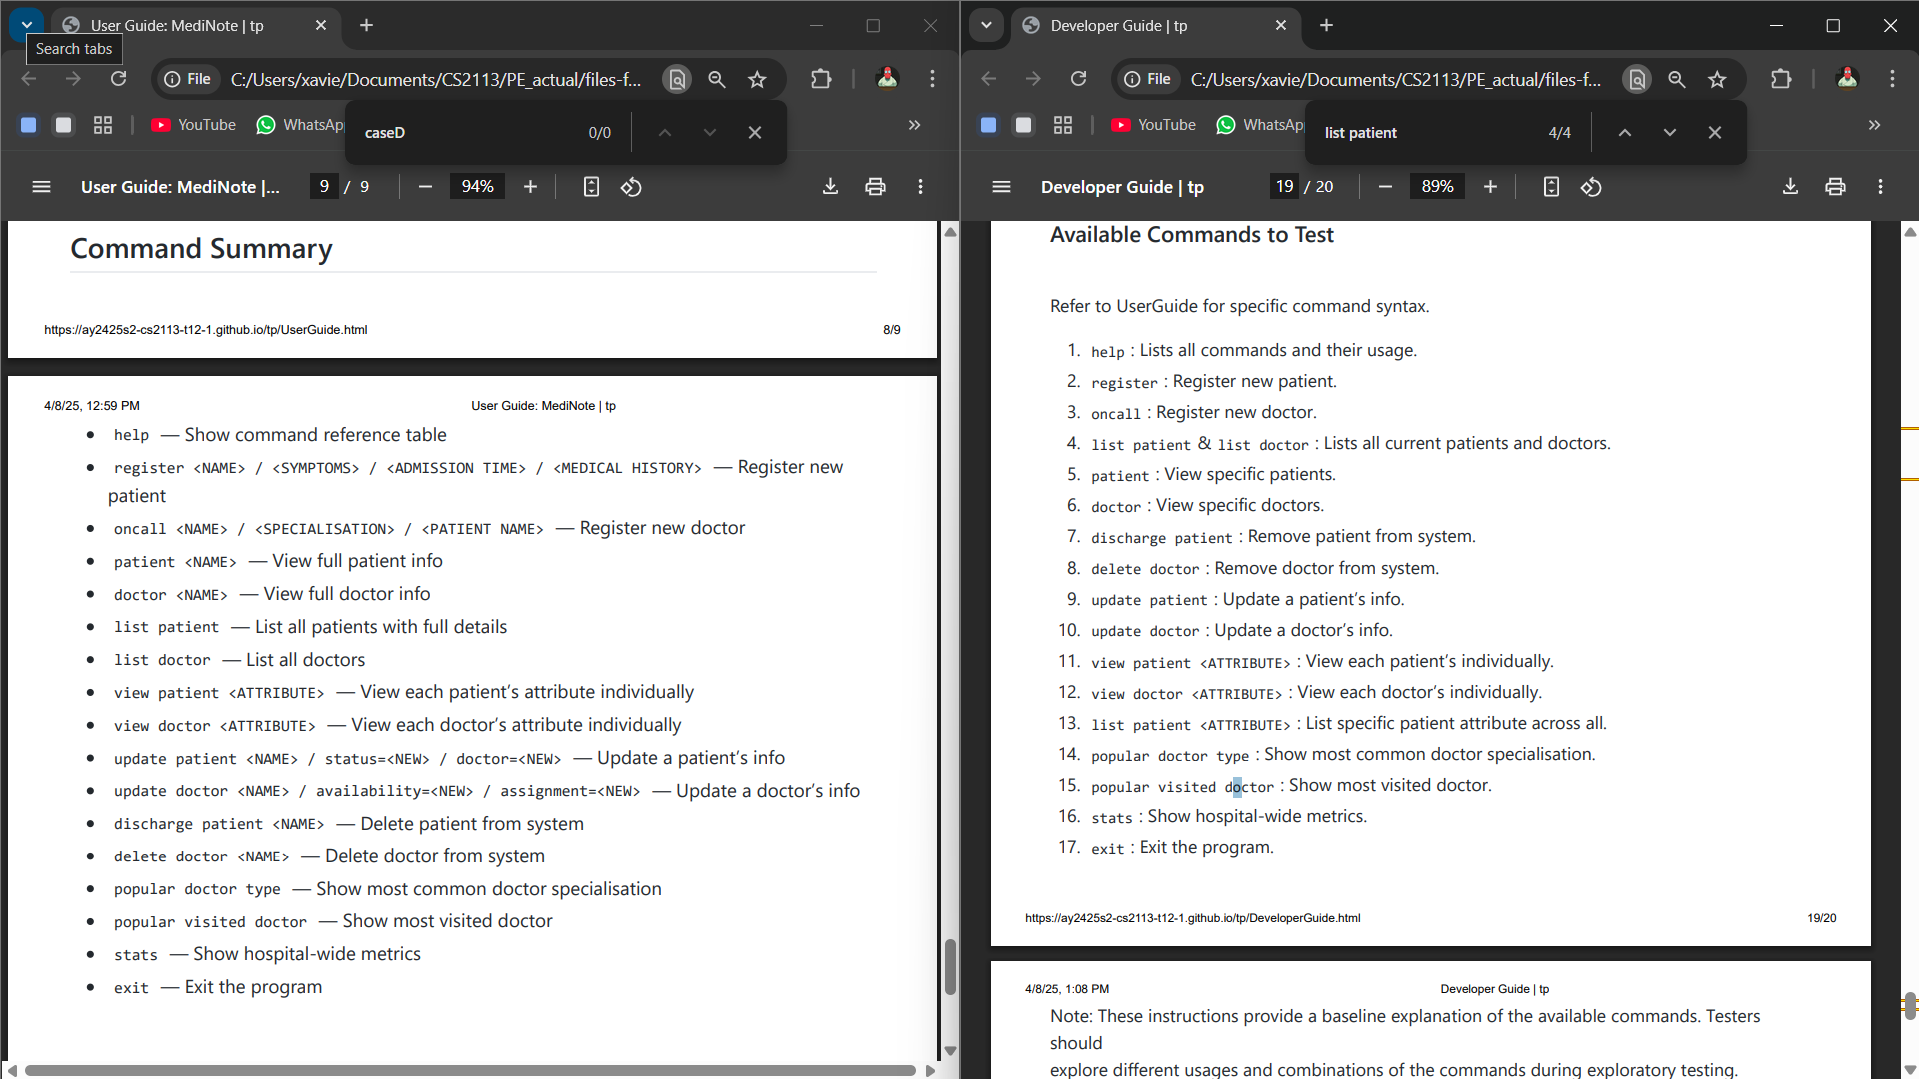 User Guide: MediNote | tp
Search tabs
File
C:/Users/xavie/Documents/CS2113/PE_actual/files-f...
YouTube
WhatsAp
caseD
0/0
User Guide: MediNote |...
9 / 9
94%
Command Summary
https://ay2425s2-cs2113-t12-1.github.io/tp/UserGuide.html
8/9
4/8/25, 12:59 PM
User Guide: MediNote | tp
help — Show command reference table
register <NAME> / <SYMPTOMS> / <ADMISSION TIME> / <MEDICAL HISTORY> — Register new
patient
oncall <NAME> / <SPECIALISATION> / <PATIENT NAME> — Register new doctor
patient <NAME> — View full patient info
doctor <NAME> — View full doctor info
list patient — List all patients with full details
list doctor — List all doctors
view patient <ATTRIBUTE> — View each patient’s attribute individually
view doctor <ATTRIBUTE> — View each doctor’s attribute individually
update patient <NAME> / status=<NEW> / doctor=<NEW> — Update a patient’s info
update doctor <NAME> / availability=<NEW> / assignment=<NEW> — Update a doctor’s info
discharge patient <NAME> — Delete patient from system
delete doctor <NAME> — Delete doctor from system
popular doctor type — Show most common doctor specialisation
popular visited doctor — Show most visited doctor
stats — Show hospital-wide metrics
exit — Exit the program
Developer Guide | tp
File
C:/Users/xavie/Documents/CS2113/PE_actual/files-f...
YouTube
WhatsApp
list patient
4/4
Developer Guide | tp
19 / 20
89%
Available Commands to Test
Refer to UserGuide for specific command syntax.
1. help : Lists all commands and their usage.
2. register : Register new patient.
3. oncall : Register new doctor.
4. list patient & list doctor : Lists all current patients and doctors.
5. patient : View specific patients.
6. doctor : View specific doctors.
7. discharge patient : Remove patient from system.
8. delete doctor : Remove doctor from system.
9. update patient : Update a patient’s info.
10. update doctor : Update a doctor’s info.
11. view patient <ATTRIBUTE> : View each patient’s individually.
12. view doctor <ATTRIBUTE> : View each doctor’s individually.
13. list patient <ATTRIBUTE> : List specific patient attribute across all.
14. popular doctor type : Show most common doctor specialisation.
15. popular visited doctor : Show most visited doctor.
16. stats : Show hospital-wide metrics.
17. exit : Exit the program.
https://ay2425s2-cs2113-t12-1.github.io/tp/DeveloperGuide.html
19/20
4/8/25, 1:08 PM
Developer Guide | tp
Note: These instructions provide a baseline explanation of the available commands. Testers
should
explore different usages and combinations of the commands during exploratory testing.